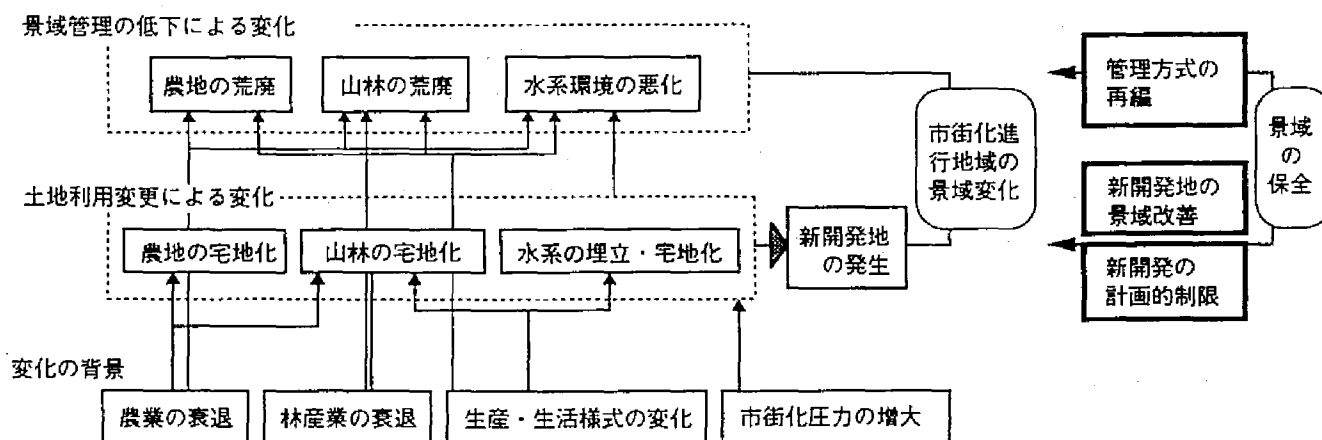 景域管理の低下による変化
農地の荒廃
山林の荒廃
水系環境の悪化
管理方式の
再編
市街化進
行地域の
景域変化
景域
の
保全
土地利用変更による変化
農地の宅地化
山林の宅地化
水系の埋立・宅地化
新開発地
の発生
新開発地の
景域改善
新開発の
計画的制限
変化の背景
農業の衰退
林産業の衰退
生産・生活様式の変化
市街化圧力の増大